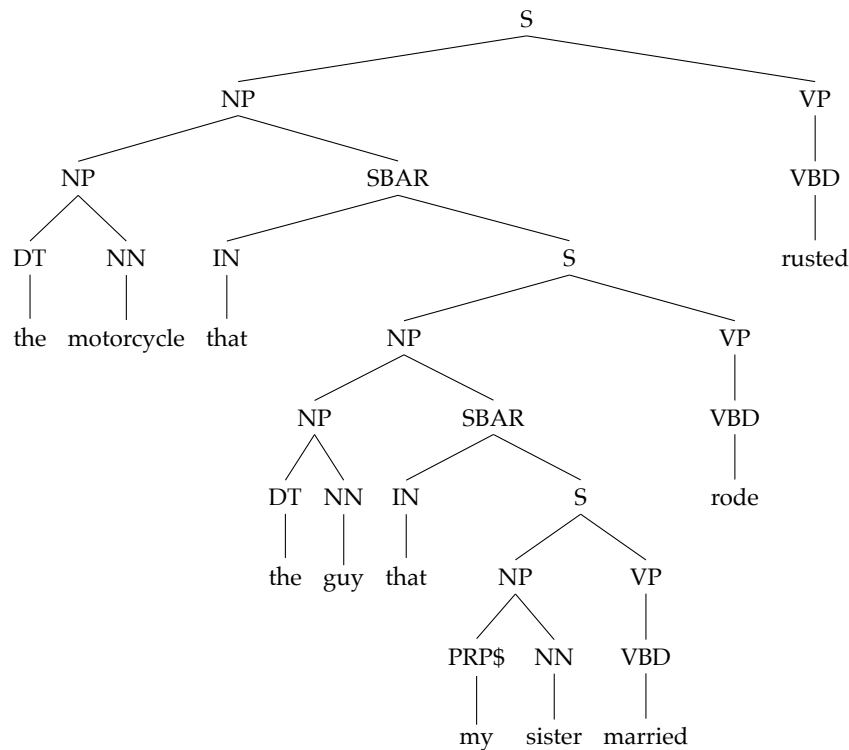 S
NP VP
NP SBAR VBD
DT NN IN S rusted
the motorcycle that NP VP
NP SBAR VBD
DT NN IN S rode
the guy that NP VP
PRP$ NN VBD
my sister married